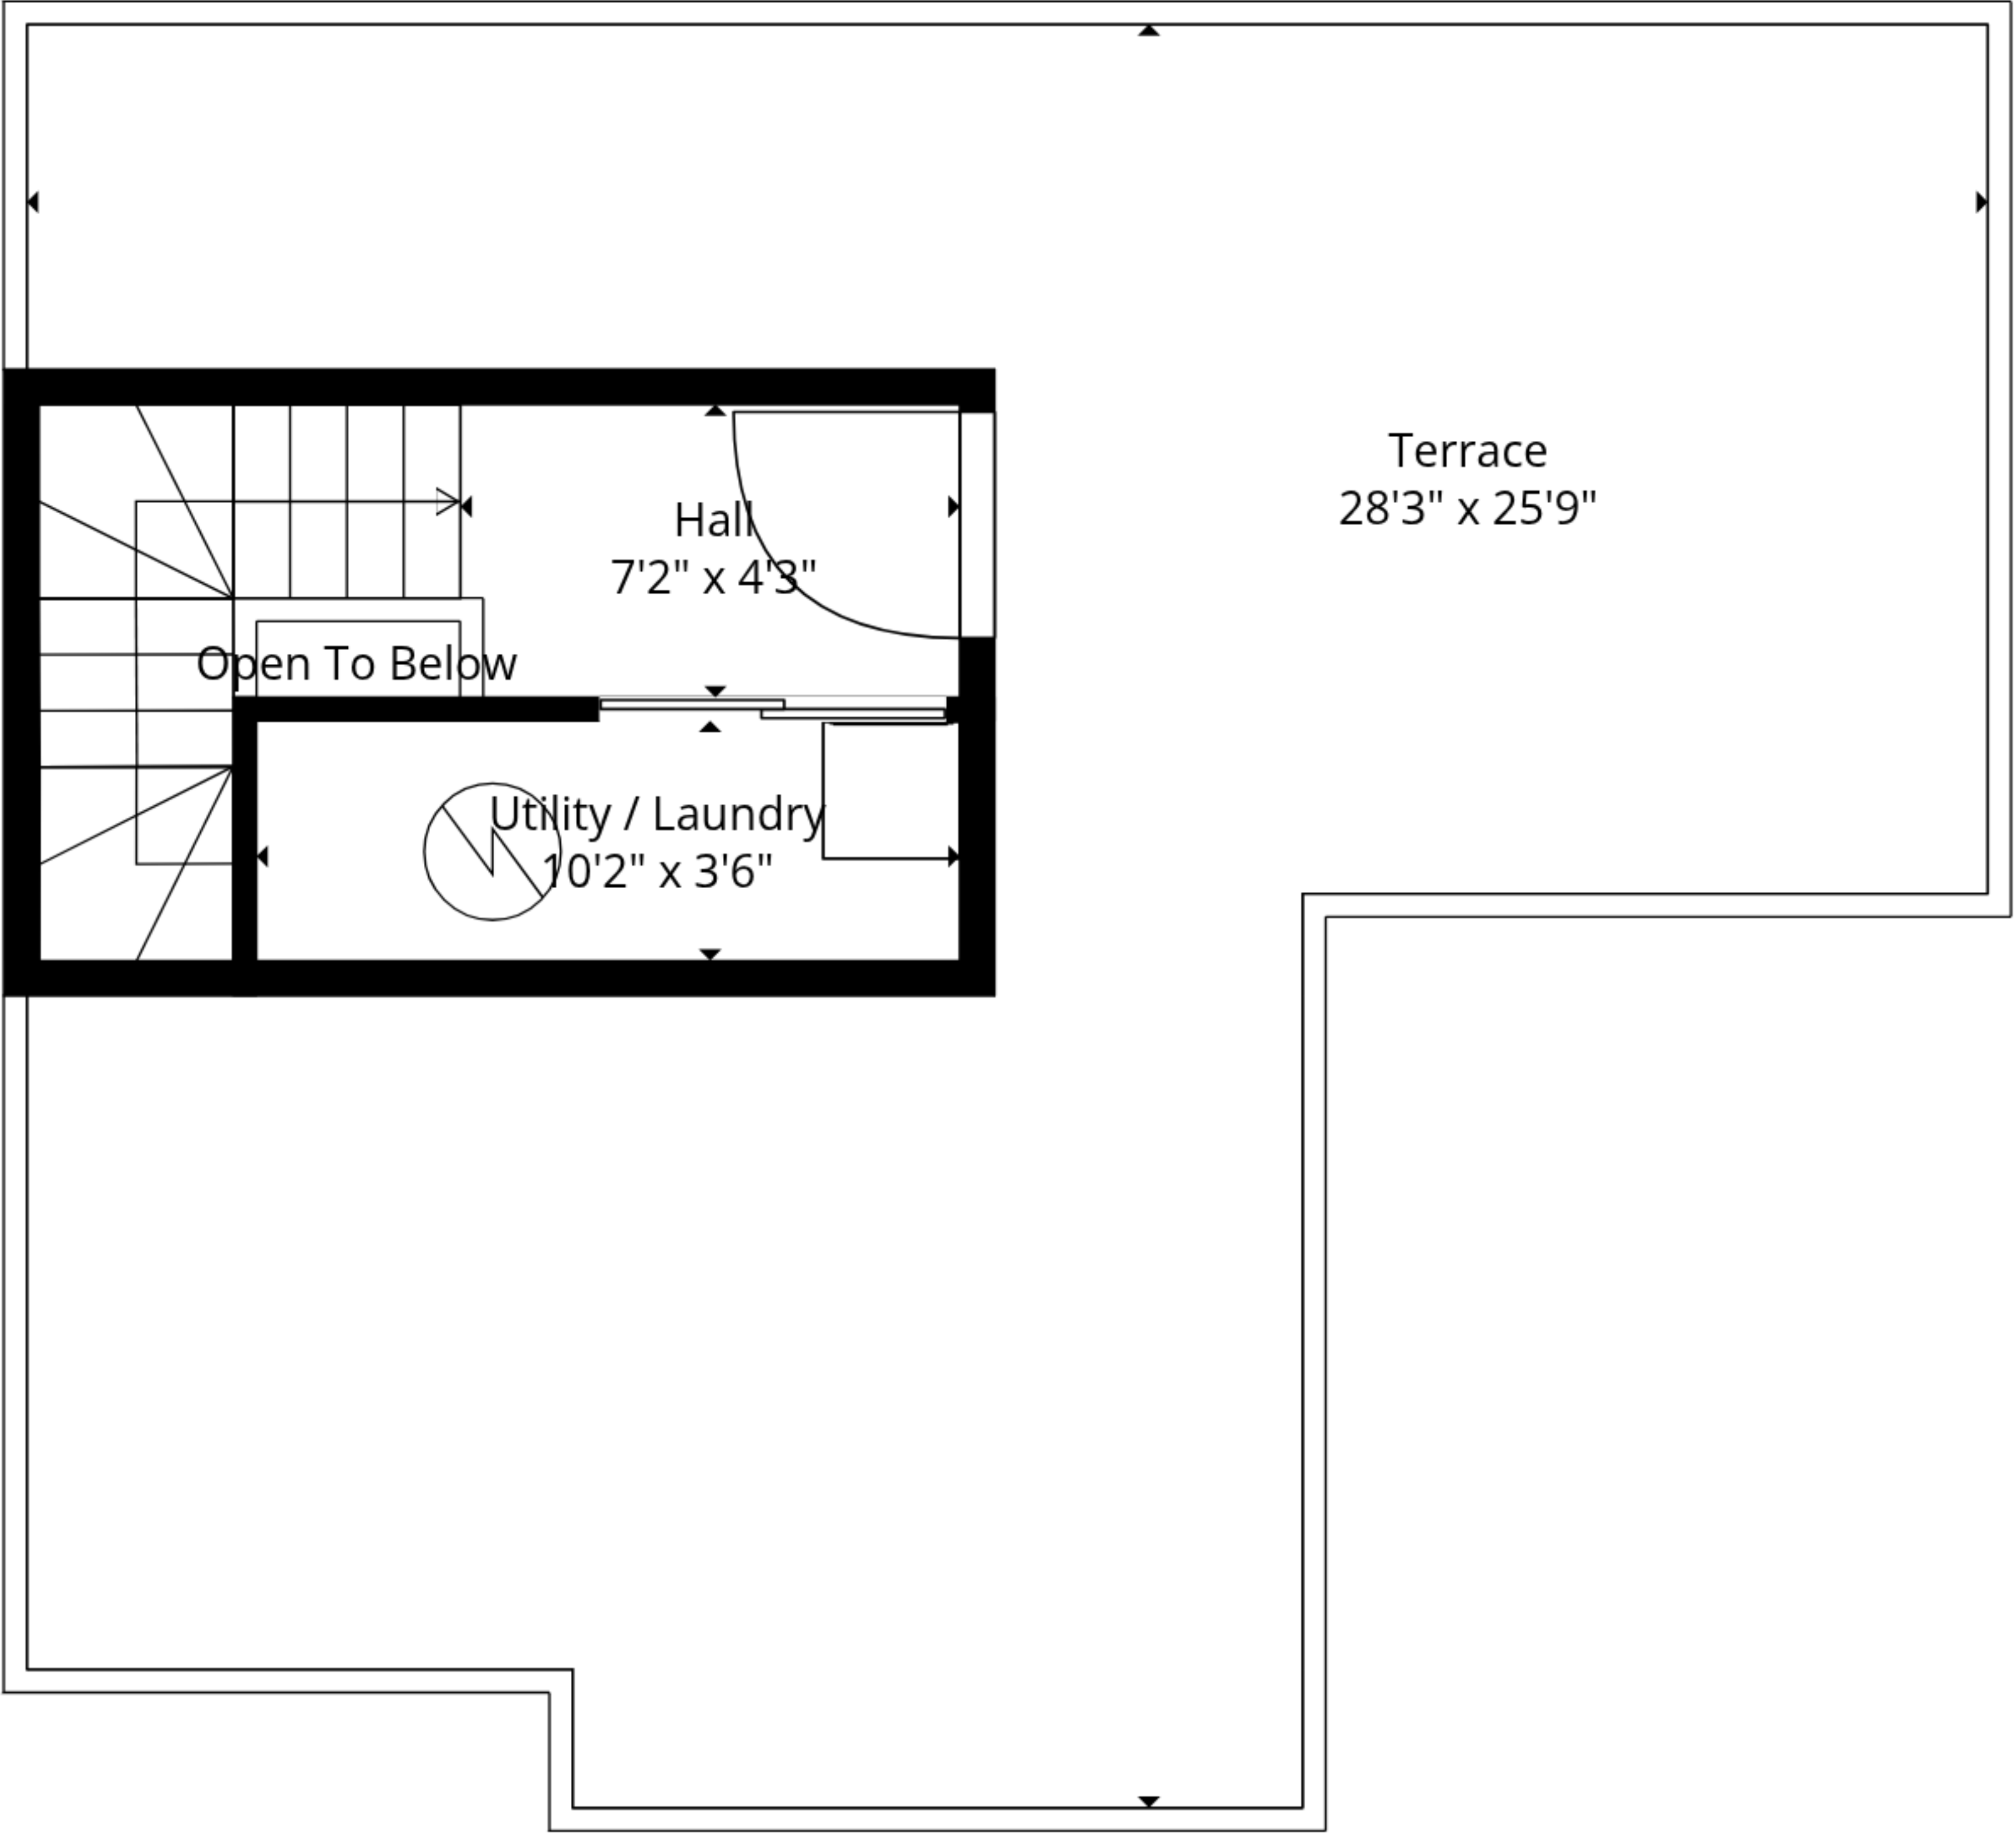 Terrace
28'3" x 25'9"
Hall
7'2" x 4'3"
Open To Below
Utility / Laundry
10'2" x 3'6"